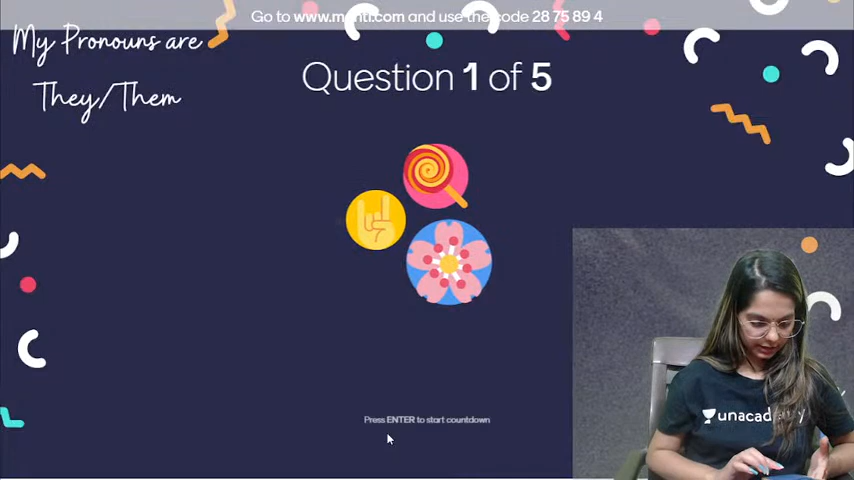 Go to www.menti.com and use the code 28 75 89 4
My Pronouns are
They/Them
Question 1 of 5
Press ENTER to start countdown
unacademy